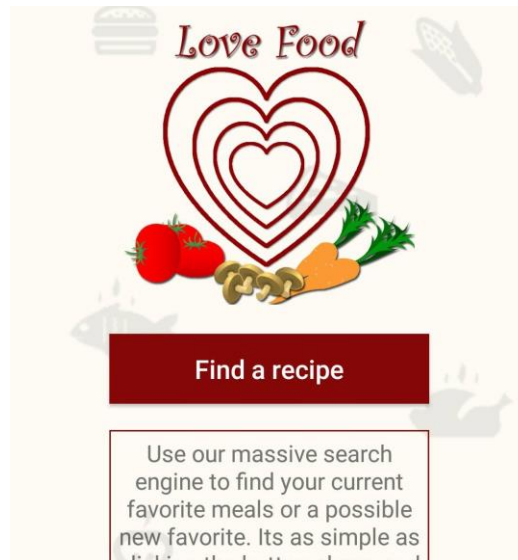 Love Food
Find a recipe
Use our massive search
engine to find your current
favorite meals or a possible
new favorite. Its as simple as